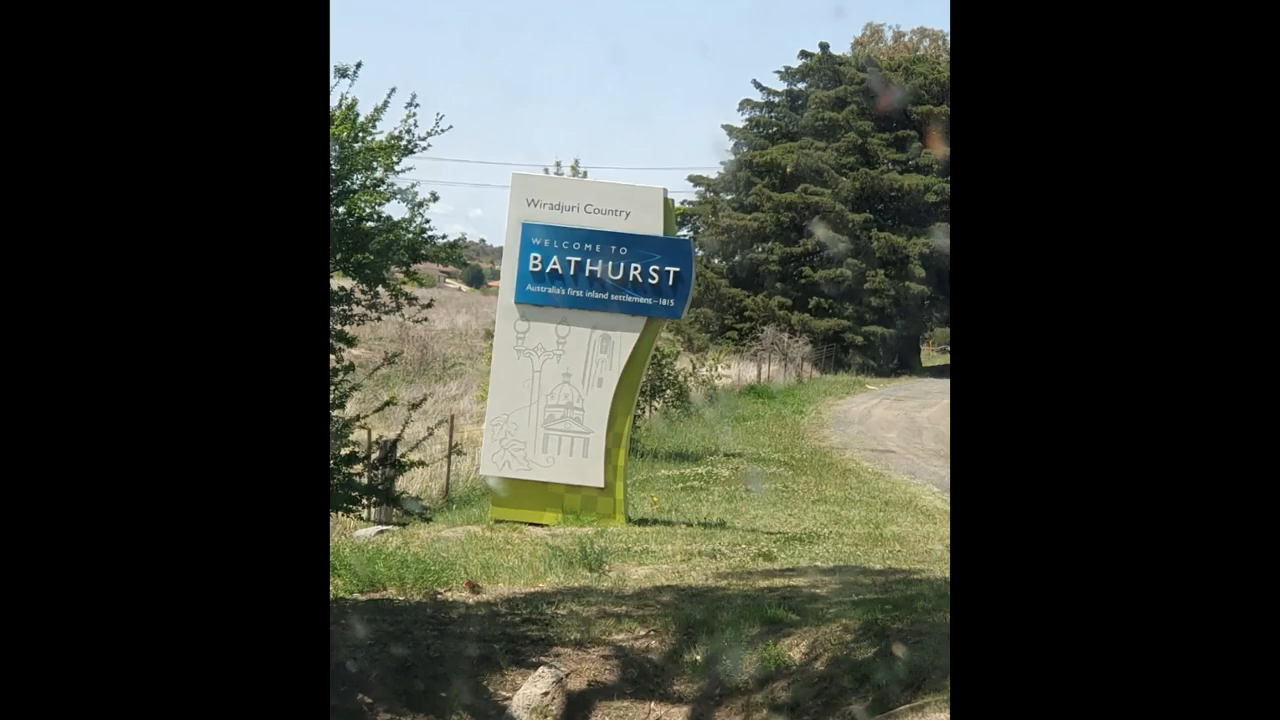 Wiradjuri Country
WELCOME TO
BATHURST
Australia's first inland settlement–1815